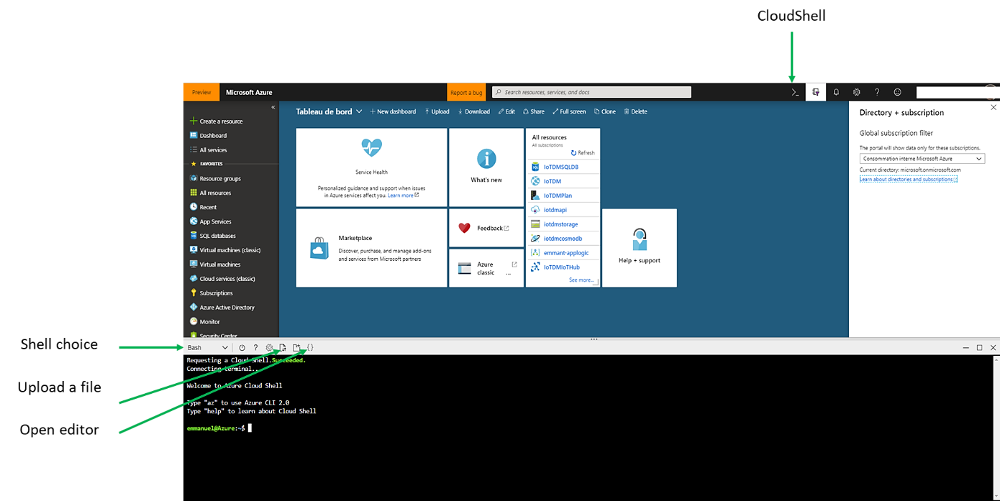 CloudShell
Preview
Microsoft Azure
Report a bug
Search resources, services, and docs
Create a resource
Dashboard
All services
FAVORITES
Resource groups
All resources
Recent
App Services
SQL databases
Virtual machines (classic)
Virtual machines
Cloud services (classic)
Subscriptions
Azure Active Directory
Monitor
Security Center
Tableau de bord
New dashboard
Upload
Download
Edit
Share
Full screen
Clone
Delete
Service Health
Personalized guidance and support when issues
in Azure services affect you. Learn more
What's new
All resources
All subscriptions
Refresh
IoTDMSQLDB
IoTDM
IoTDMPlan
iotdmapi
iotdmstorage
iotdmcosmodb
emmant-applogic
IoTDMIoTHub
See more...
Marketplace
Discover, purchase, and manage add-ons
and services from Microsoft partners
Feedback
Azure
classic ...
Help + support
Directory + subscription
Global subscription filter
The portal will show data only for these subscriptions.
Consommation interne Microsoft Azure
Current directory: microsoft.onmicrosoft.com
Learn about directories and subscriptions
Shell choice
Upload a file
Open editor
Bash
Requesting a Cloud Shell.Succeeded.
Connecting terminal...
Welcome to Azure Cloud Shell
Type "az" to use Azure CLI 2.0
Type "help" to learn about Cloud Shell
emmanuel@Azure:~$